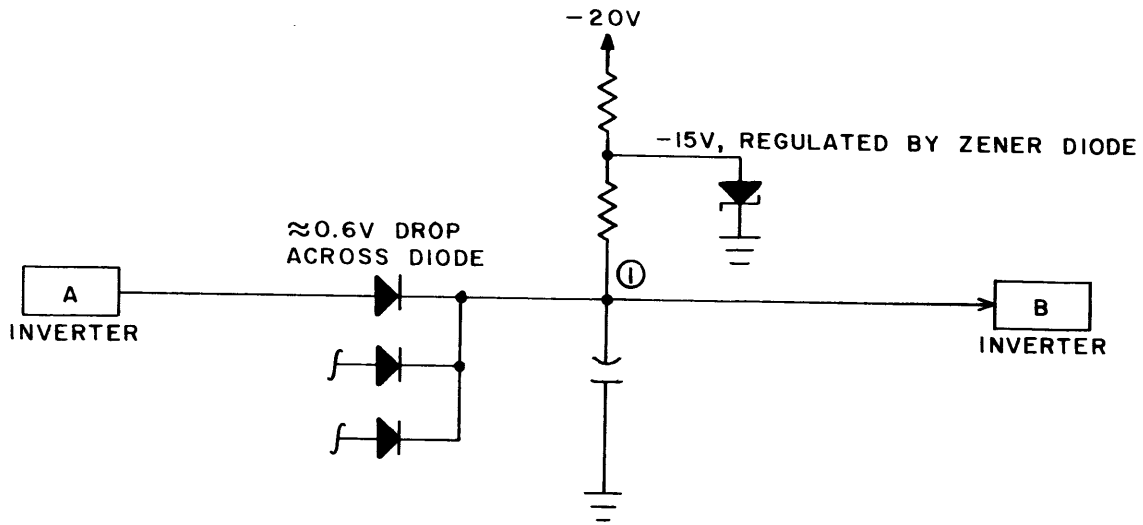 -20V
-15V, REGULATED BY ZENER DIODE
≈0.6V DROP
ACROSS DIODE
1
A
INVERTER
B
INVERTER